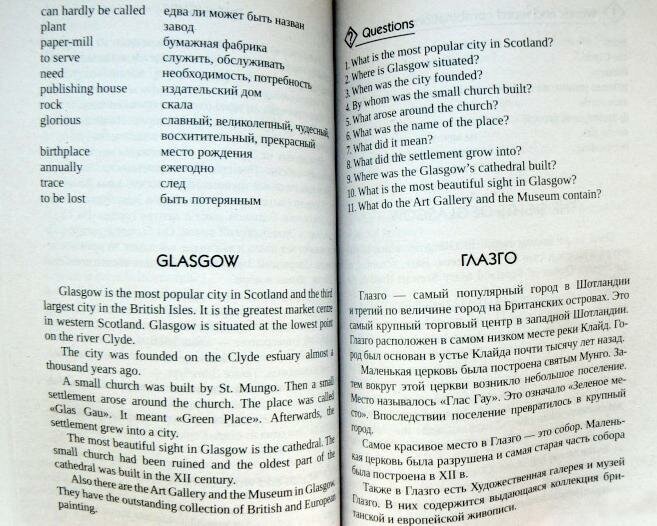 can hardly be called едва ли может быть назван
plant завод
paper-mill бумажная фабрика
to serve служить, обслуживать
need необходимость, потребность
publishing house издательский дом
rock скала
glorious славный; великолепный, чудесный,
восхитительный, прекрасный
birthplace место рождения
annually ежегодно
trace след
to be lost быть потерянным
GLASGOW
Glasgow is the most popular city in Scotland and the third
largest city in the British Isles. It is the greatest market centre
in western Scotland. Glasgow is situated at the lowest point
on the river Clyde.
The city was founded on the Clyde estuary almost a
thousand years ago.
A small church was built by St. Mungo. Then a small
settlement arose around the church. The place was called
«Glas Gau». It meant «Green Place». Afterwards, the
settlement grew into a city.
The most beautiful sight in Glasgow is the cathedral. The
small church had been ruined and the oldest part of the
cathedral was built in the XII century.
Also there are the Art Gallery and the Museum in Glasgow.
They have the outstanding collection of British and European
painting.
? Questions
1. What is the most popular city in Scotland?
2. Where is Glasgow situated?
3. When was the city founded?
4. By whom was the small church built?
5. What arose around the church?
6. What was the name of the place?
7. What did it mean?
8. What did the settlement grow into?
9. Where was the Glasgow's cathedral built?
10. What is the most beautiful sight in Glasgow?
11. What do the Art Gallery and the Museum contain?
ГЛАЗГО
Глазго — самый популярный город в Шотландии
и третий по величине город на Британских островах. Это
самый крупный торговый центр в западной Шотландии.
Глазго расположен в самом низком месте реки Клайд. Го-
род был основан в устье Клайда почти тысячу лет назад.
Маленькая церковь была построена святым Мунго. За-
тем вокруг этой церкви возникло небольшое поселение.
Место называлось «Глас Гау». Это означало «Зеленое ме-
сто». Впоследствии поселение превратилось в крупный
город.
Самое красивое место в Глазго — это собор. Малень-
кая церковь была разрушена и самая старая часть собора
была построена в XII в.
Также в Глазго есть Художественная галерея и музей
Глазго. В них содержится выдающаяся коллекция бри-
танской и европейской живописи.